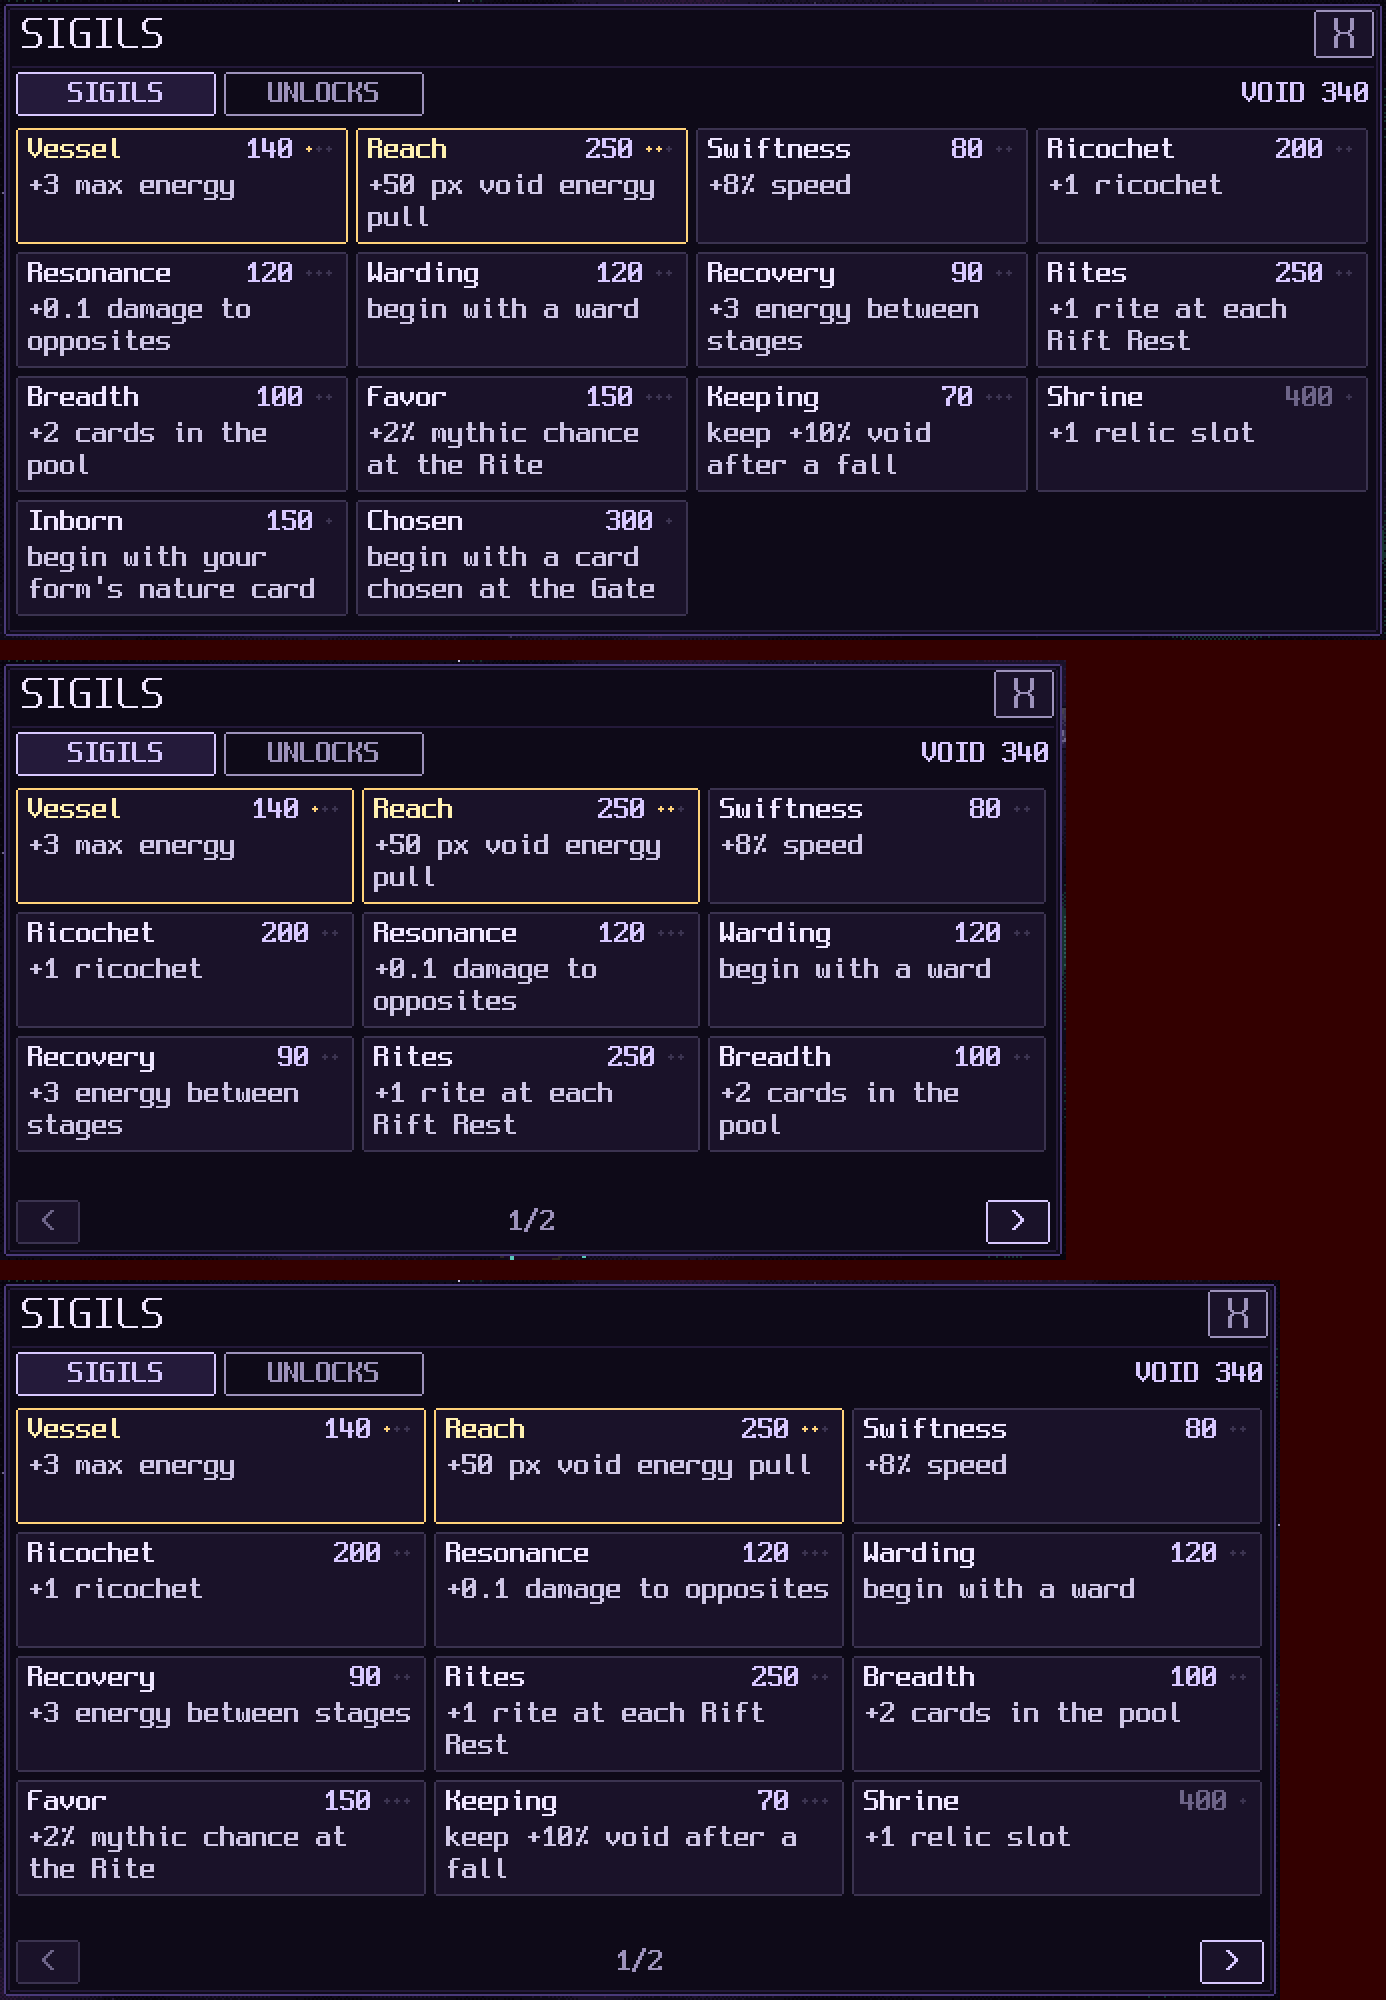 SIGILS X
SIGILS UNLOCKS VOID 340
Vessel 140 Reach 250 Swiftness 80 Ricochet 200
+3 max energy +50 px void energy +8% speed +1 ricochet
pull
Resonance 120 Warding 120 Recovery 90 Rites 250
+0.1 damage to begin with a ward +3 energy between +1 rite at each
opposites stages Rift Rest
Breadth 100 Favor 150 Keeping 70 Shrine 400
+2 cards in the +2% mythic chance keep +10% void +1 relic slot
pool at the Rite after a fall
Inborn 150 Chosen 300
begin with your begin with a card
form's nature card chosen at the Gate
SIGILS X
SIGILS UNLOCKS VOID 340
Vessel 140 Reach 250 Swiftness 80
+3 max energy +50 px void energy +8% speed
pull
Ricochet 200 Resonance 120 Warding 120
+1 ricochet +0.1 damage to begin with a ward
opposites
Recovery 90 Rites 250 Breadth 100
+3 energy between +1 rite at each +2 cards in the
stages Rift Rest pool
< 1/2 >
SIGILS X
SIGILS UNLOCKS VOID 340
Vessel 140 Reach 250 Swiftness 80
+3 max energy +50 px void energy pull +8% speed
Ricochet 200 Resonance 120 Warding 120
+1 ricochet +0.1 damage to opposites begin with a ward
Recovery 90 Rites 250 Breadth 100
+3 energy between stages +1 rite at each Rift +2 cards in the pool
Rest
Favor 150 Keeping 70 Shrine 400
+2% mythic chance at keep +10% void after a +1 relic slot
the Rite fall
< 1/2 >